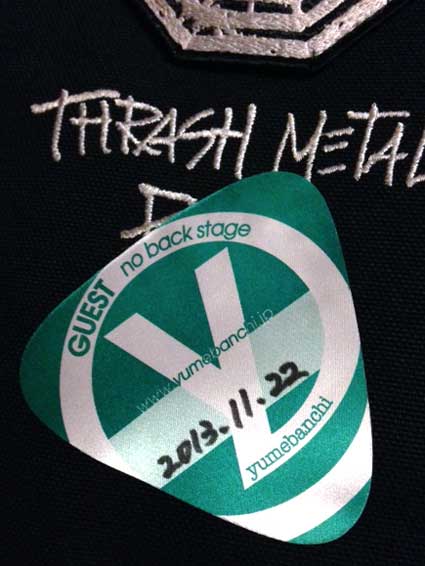 THRASH METAL
GUEST no back stage
www.yumebanchi.jp
2013.11.22
yumebanchi